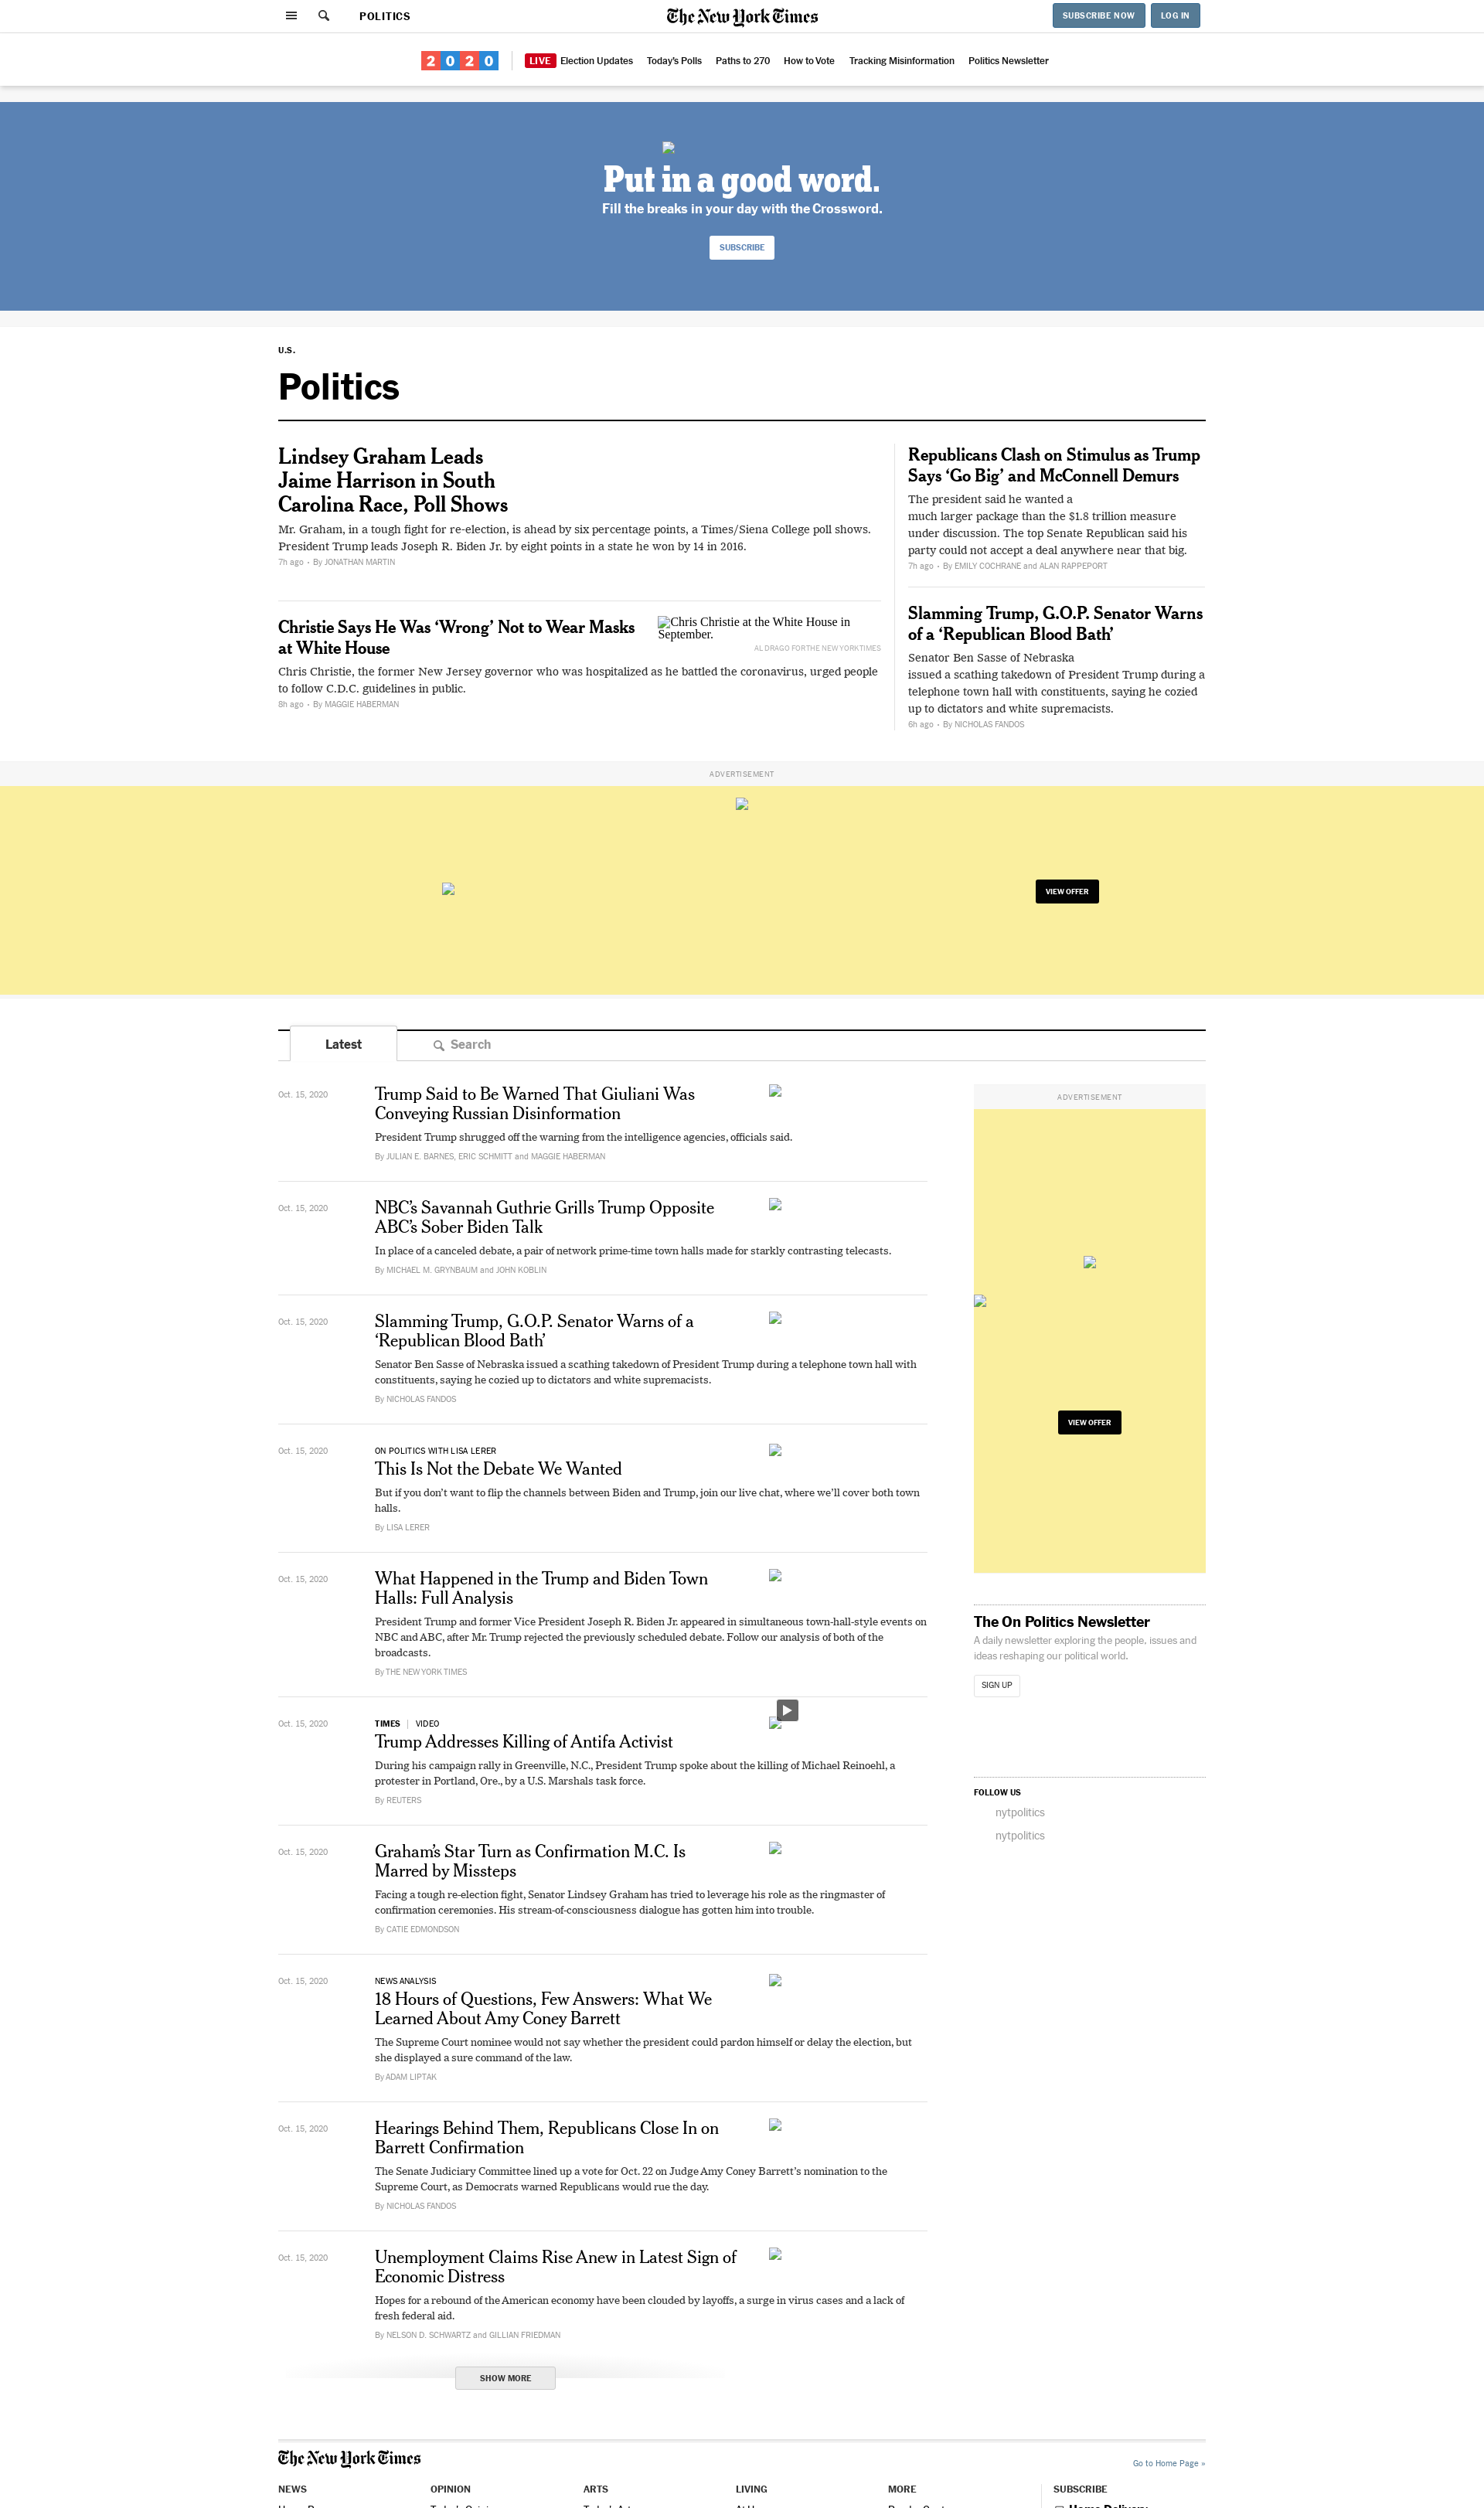 POLITICS
The New York Times
SUBSCRIBE NOW
LOG IN
2020
LIVE Election Updates
Today's Polls
Paths to 270
How to Vote
Tracking Misinformation
Politics Newsletter
Put in a good word.
Fill the breaks in your day with the Crossword.
SUBSCRIBE
U.S.
Politics
Lindsey Graham Leads
Jaime Harrison in South
Carolina Race, Poll Shows
Mr. Graham, in a tough fight for re-election, is ahead by six percentage points, a Times/Siena College poll shows.
President Trump leads Joseph R. Biden Jr. by eight points in a state he won by 14 in 2016.
7h ago • By JONATHAN MARTIN
Christie Says He Was ‘Wrong’ Not to Wear Masks
at White House
Chris Christie at the White House in
September.
AL DRAGO FOR THE NEW YORK TIMES
Chris Christie, the former New Jersey governor who was hospitalized as he battled the coronavirus, urged people
to follow C.D.C. guidelines in public.
8h ago • By MAGGIE HABERMAN
Republicans Clash on Stimulus as Trump
Says ‘Go Big’ and McConnell Demurs
The president said he wanted a
much larger package than the $1.8 trillion measure
under discussion. The top Senate Republican said his
party could not accept a deal anywhere near that big.
7h ago • By EMILY COCHRANE and ALAN RAPPEPORT
Slamming Trump, G.O.P. Senator Warns
of a ‘Republican Blood Bath’
Senator Ben Sasse of Nebraska
issued a scathing takedown of President Trump during a
telephone town hall with constituents, saying he cozied
up to dictators and white supremacists.
6h ago • By NICHOLAS FANDOS
ADVERTISEMENT
VIEW OFFER
Latest
Search
Oct. 15, 2020
Trump Said to Be Warned That Giuliani Was
Conveying Russian Disinformation
President Trump shrugged off the warning from the intelligence agencies, officials said.
By JULIAN E. BARNES, ERIC SCHMITT and MAGGIE HABERMAN
Oct. 15, 2020
NBC’s Savannah Guthrie Grills Trump Opposite
ABC’s Sober Biden Talk
In place of a canceled debate, a pair of network prime-time town halls made for starkly contrasting telecasts.
By MICHAEL M. GRYNBAUM and JOHN KOBLIN
Oct. 15, 2020
Slamming Trump, G.O.P. Senator Warns of a
‘Republican Blood Bath’
Senator Ben Sasse of Nebraska issued a scathing takedown of President Trump during a telephone town hall with
constituents, saying he cozied up to dictators and white supremacists.
By NICHOLAS FANDOS
Oct. 15, 2020
ON POLITICS WITH LISA LERER
This Is Not the Debate We Wanted
But if you don’t want to flip the channels between Biden and Trump, join our live chat, where we’ll cover both town
halls.
By LISA LERER
Oct. 15, 2020
What Happened in the Trump and Biden Town
Halls: Full Analysis
President Trump and former Vice President Joseph R. Biden Jr. appeared in simultaneous town-hall-style events on
NBC and ABC, after Mr. Trump rejected the previously scheduled debate. Follow our analysis of both of the
broadcasts.
By THE NEW YORK TIMES
Oct. 15, 2020
TIMES | VIDEO
Trump Addresses Killing of Antifa Activist
During his campaign rally in Greenville, N.C., President Trump spoke about the killing of Michael Reinoehl, a
protester in Portland, Ore., by a U.S. Marshals task force.
By REUTERS
Oct. 15, 2020
Graham’s Star Turn as Confirmation M.C. Is
Marred by Missteps
Facing a tough re-election fight, Senator Lindsey Graham has tried to leverage his role as the ringmaster of
confirmation ceremonies. His stream-of-consciousness dialogue has gotten him into trouble.
By CATIE EDMONDSON
Oct. 15, 2020
NEWS ANALYSIS
18 Hours of Questions, Few Answers: What We
Learned About Amy Coney Barrett
The Supreme Court nominee would not say whether the president could pardon himself or delay the election, but
she displayed a sure command of the law.
By ADAM LIPTAK
Oct. 15, 2020
Hearings Behind Them, Republicans Close In on
Barrett Confirmation
The Senate Judiciary Committee lined up a vote for Oct. 22 on Judge Amy Coney Barrett’s nomination to the
Supreme Court, as Democrats warned Republicans would rue the day.
By NICHOLAS FANDOS
Oct. 15, 2020
Unemployment Claims Rise Anew in Latest Sign of
Economic Distress
Hopes for a rebound of the American economy have been clouded by layoffs, a surge in virus cases and a lack of
fresh federal aid.
By NELSON D. SCHWARTZ and GILLIAN FRIEDMAN
SHOW MORE
ADVERTISEMENT
VIEW OFFER
The On Politics Newsletter
A daily newsletter exploring the people, issues and
ideas reshaping our political world.
SIGN UP
FOLLOW US
nytpolitics
nytpolitics
The New York Times
Go to Home Page »
NEWS
OPINION
ARTS
LIVING
MORE
SUBSCRIBE